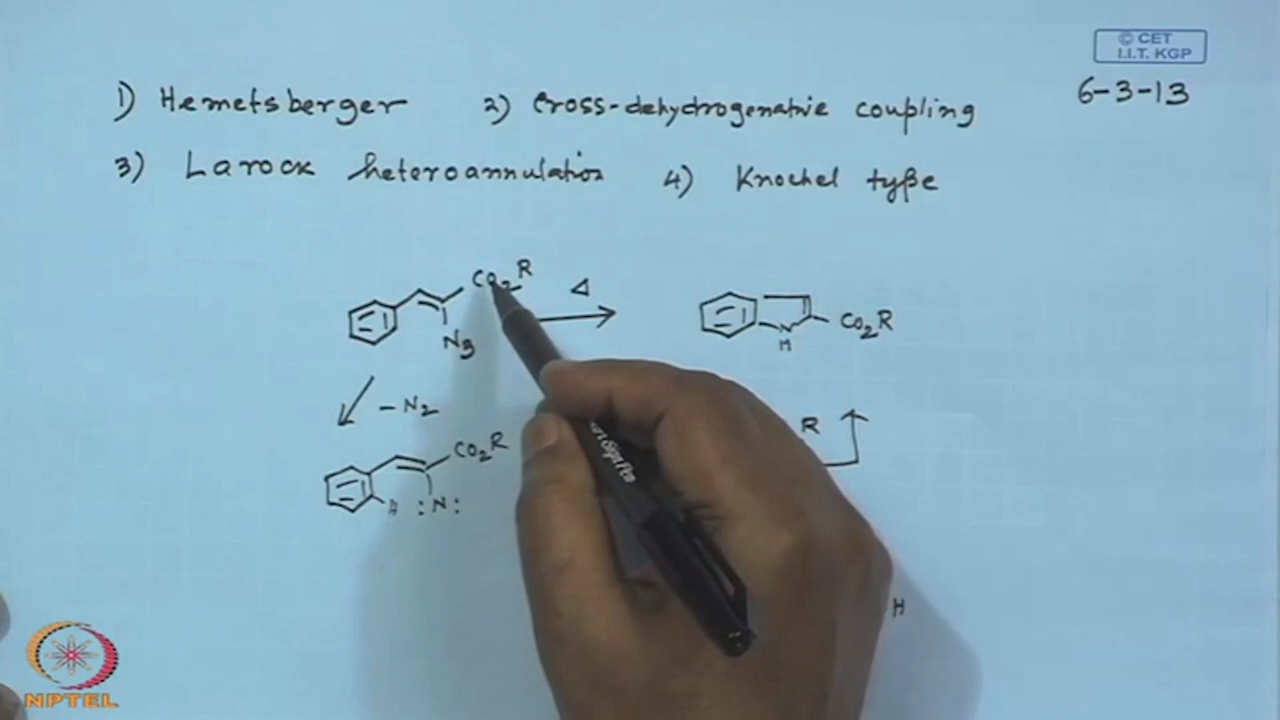 © CET
I.I.T. KGP
6-3-13
1) Hemetsberger 2) Cross-dehydrogenative coupling
3) Larock heteroannulation 4) Knochel type
CO2R
Δ
N3
N
H
CO2R
- N2
CO2R
H :N:
R
H
NPTEL